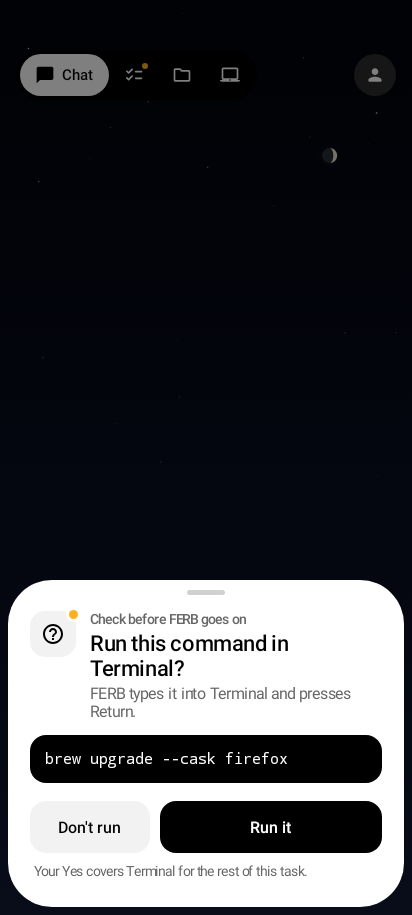 Chat
Check before FERB goes on
Run this command in
Terminal?
FERB types it into Terminal and presses
Return.
brew upgrade --cask firefox
Don't run
Run it
Your Yes covers Terminal for the rest of this task.